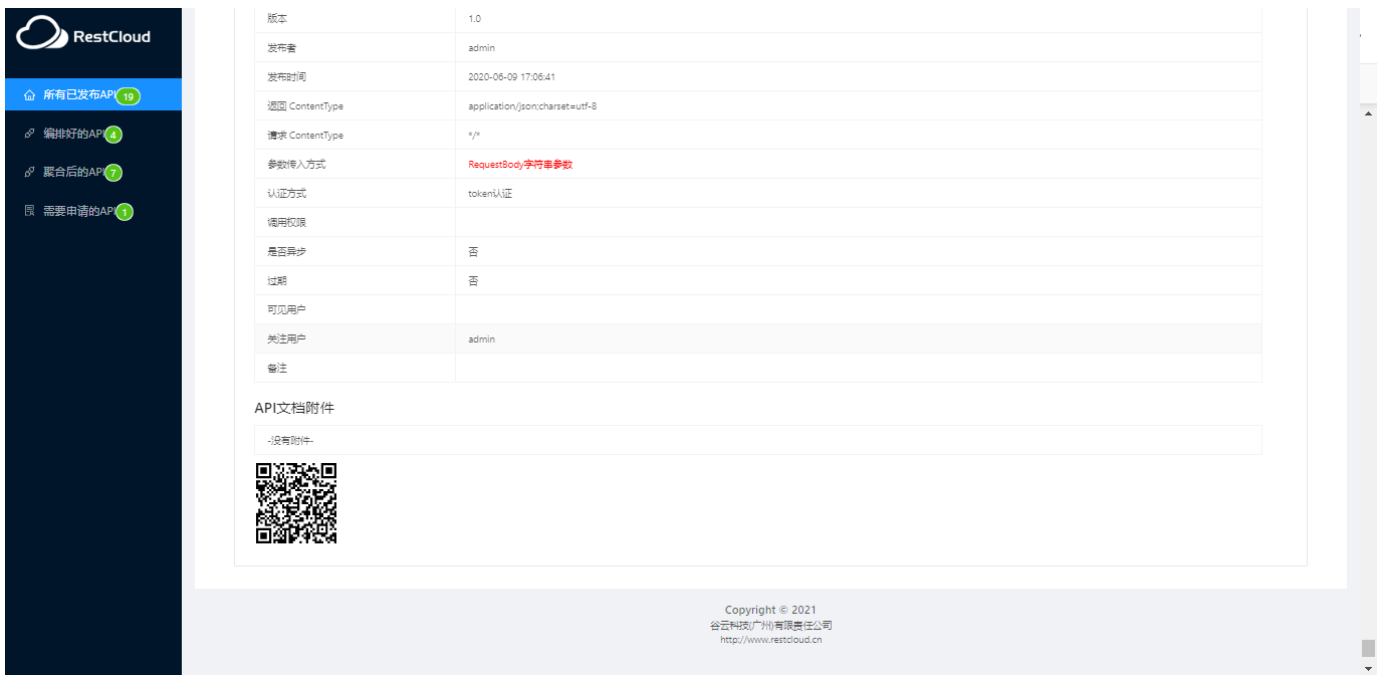 RestCloud
所有已发布API 19
编排好的API 4
聚合后的API 7
需要申请的API 1
版本 1.0
发布者 admin
发布时间 2020-06-09 17:06:41
返回 ContentType application/json;charset=utf-8
请求 ContentType */*
参数传入方式 RequestBody字符串参数
认证方式 token认证
调用权限
是否异步 否
过期 否
可见用户
关注用户 admin
备注
API文档附件
-没有附件-
Copyright © 2021
谷云科技(广州)有限责任公司
http://www.restcloud.cn